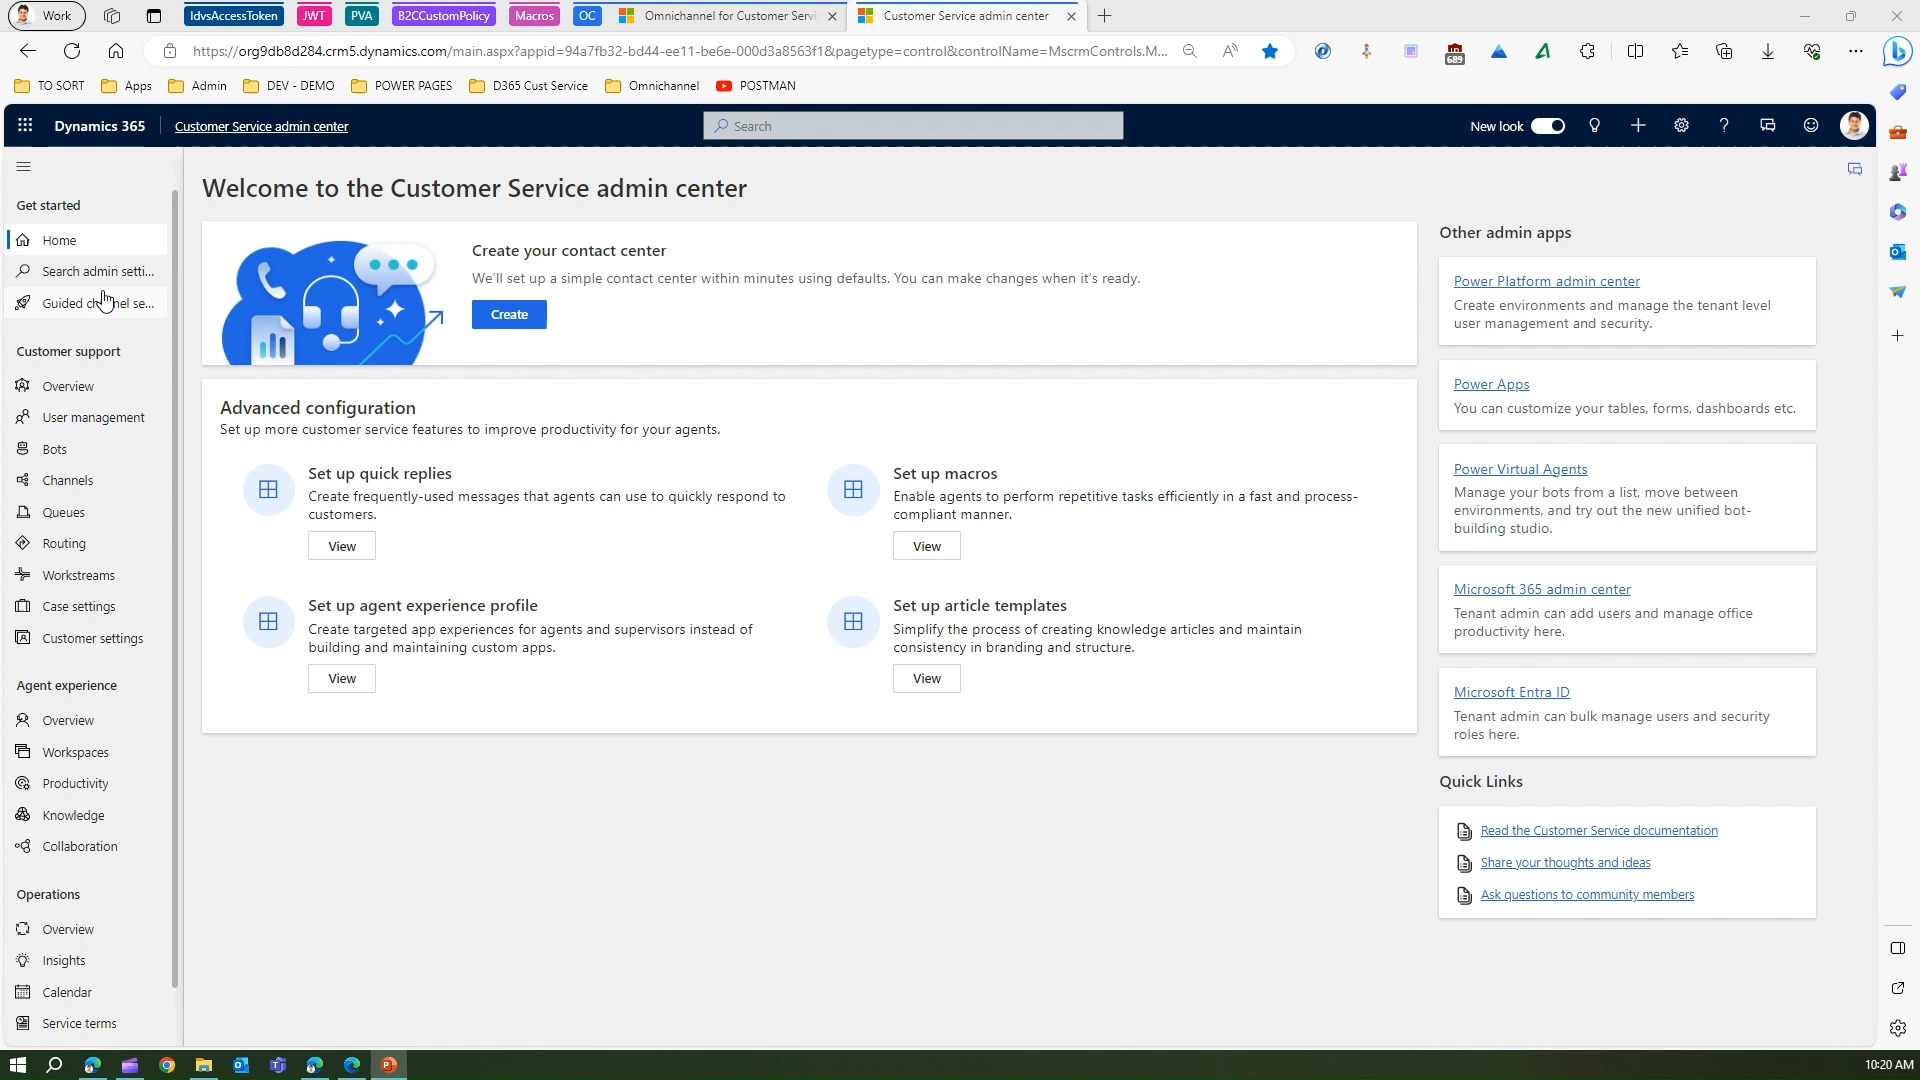 Work
IdvsAccessToken
JWT
PVA
B2CCustomPolicy
Macros
OC
Omnichannel for Customer Servi
Customer Service admin center
https://org9db8d284.crm5.dynamics.com/main.aspx?appid=94a7fb32-bd44-ee11-be6e-000d3a8563f1&pagetype=control&controlName=MscrmControls.M...
689
TO SORT
Apps
Admin
DEV - DEMO
POWER PAGES
D365 Cust Service
Omnichannel
POSTMAN
Dynamics 365
Customer Service admin center
Search
New look
Get started
Home
Search admin setti...
Guided channel se...
Customer support
Overview
User management
Bots
Channels
Queues
Routing
Workstreams
Case settings
Customer settings
Agent experience
Overview
Workspaces
Productivity
Knowledge
Collaboration
Operations
Overview
Insights
Calendar
Service terms
Welcome to the Customer Service admin center
Create your contact center
We'll set up a simple contact center within minutes using defaults. You can make changes when it's ready.
Create
Advanced configuration
Set up more customer service features to improve productivity for your agents.
Set up quick replies
Create frequently-used messages that agents can use to quickly respond to
customers.
View
Set up macros
Enable agents to perform repetitive tasks efficiently in a fast and process-
compliant manner.
View
Set up agent experience profile
Create targeted app experiences for agents and supervisors instead of
building and maintaining custom apps.
View
Set up article templates
Simplify the process of creating knowledge articles and maintain
consistency in branding and structure.
View
Other admin apps
Power Platform admin center
Create environments and manage the tenant level
user management and security.
Power Apps
You can customize your tables, forms, dashboards etc.
Power Virtual Agents
Manage your bots from a list, move between
environments, and try out the new unified bot-
building studio.
Microsoft 365 admin center
Tenant admin can add users and manage office
productivity here.
Microsoft Entra ID
Tenant admin can bulk manage users and security
roles here.
Quick Links
Read the Customer Service documentation
Share your thoughts and ideas
Ask questions to community members
10:20 AM